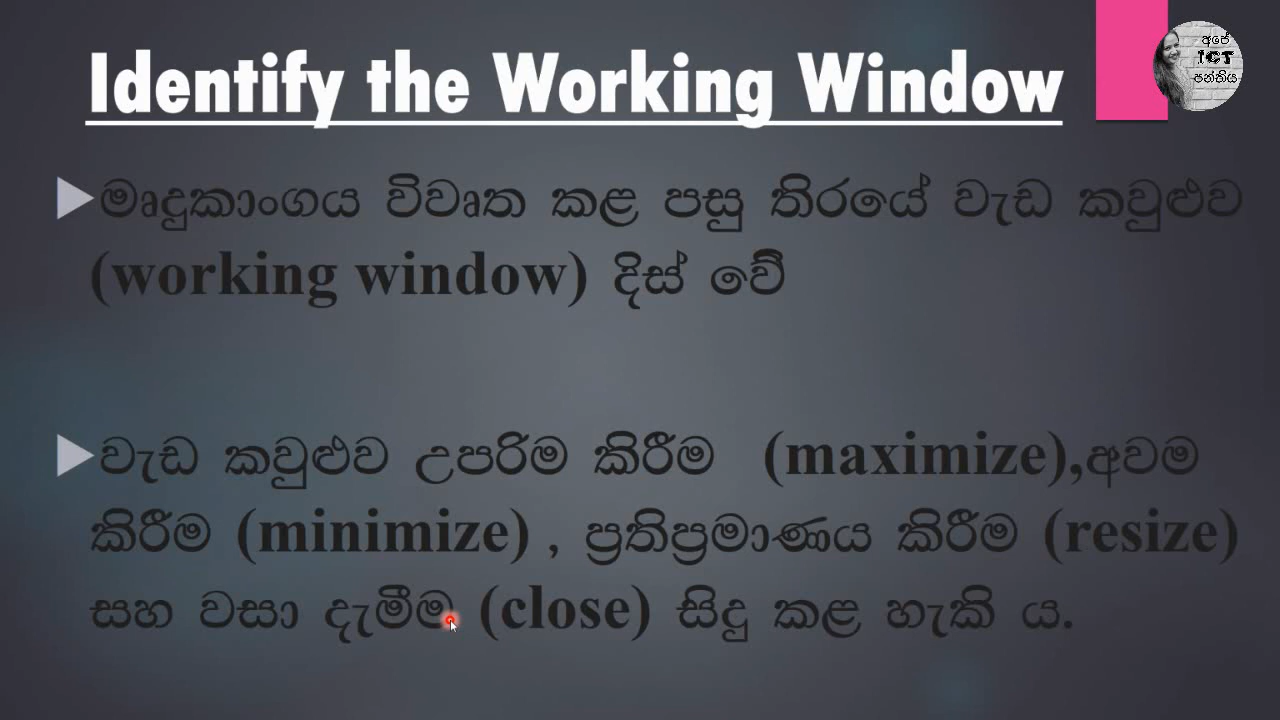 Identify the Working Window
අපේ
ICT
පන්තිය
මෘදුකාංගය විවෘත කළ පසු තිරයේ වැඩ කවුළුව
(working window) දිස් වේ
වැඩ කවුළුව උපරිම කිරීම (maximize),අවම
කිරීම (minimize) , ප්‍රතිප්‍රමාණය කිරීම (resize)
සහ වසා දැමීම (close) සිදු කළ හැකි ය.